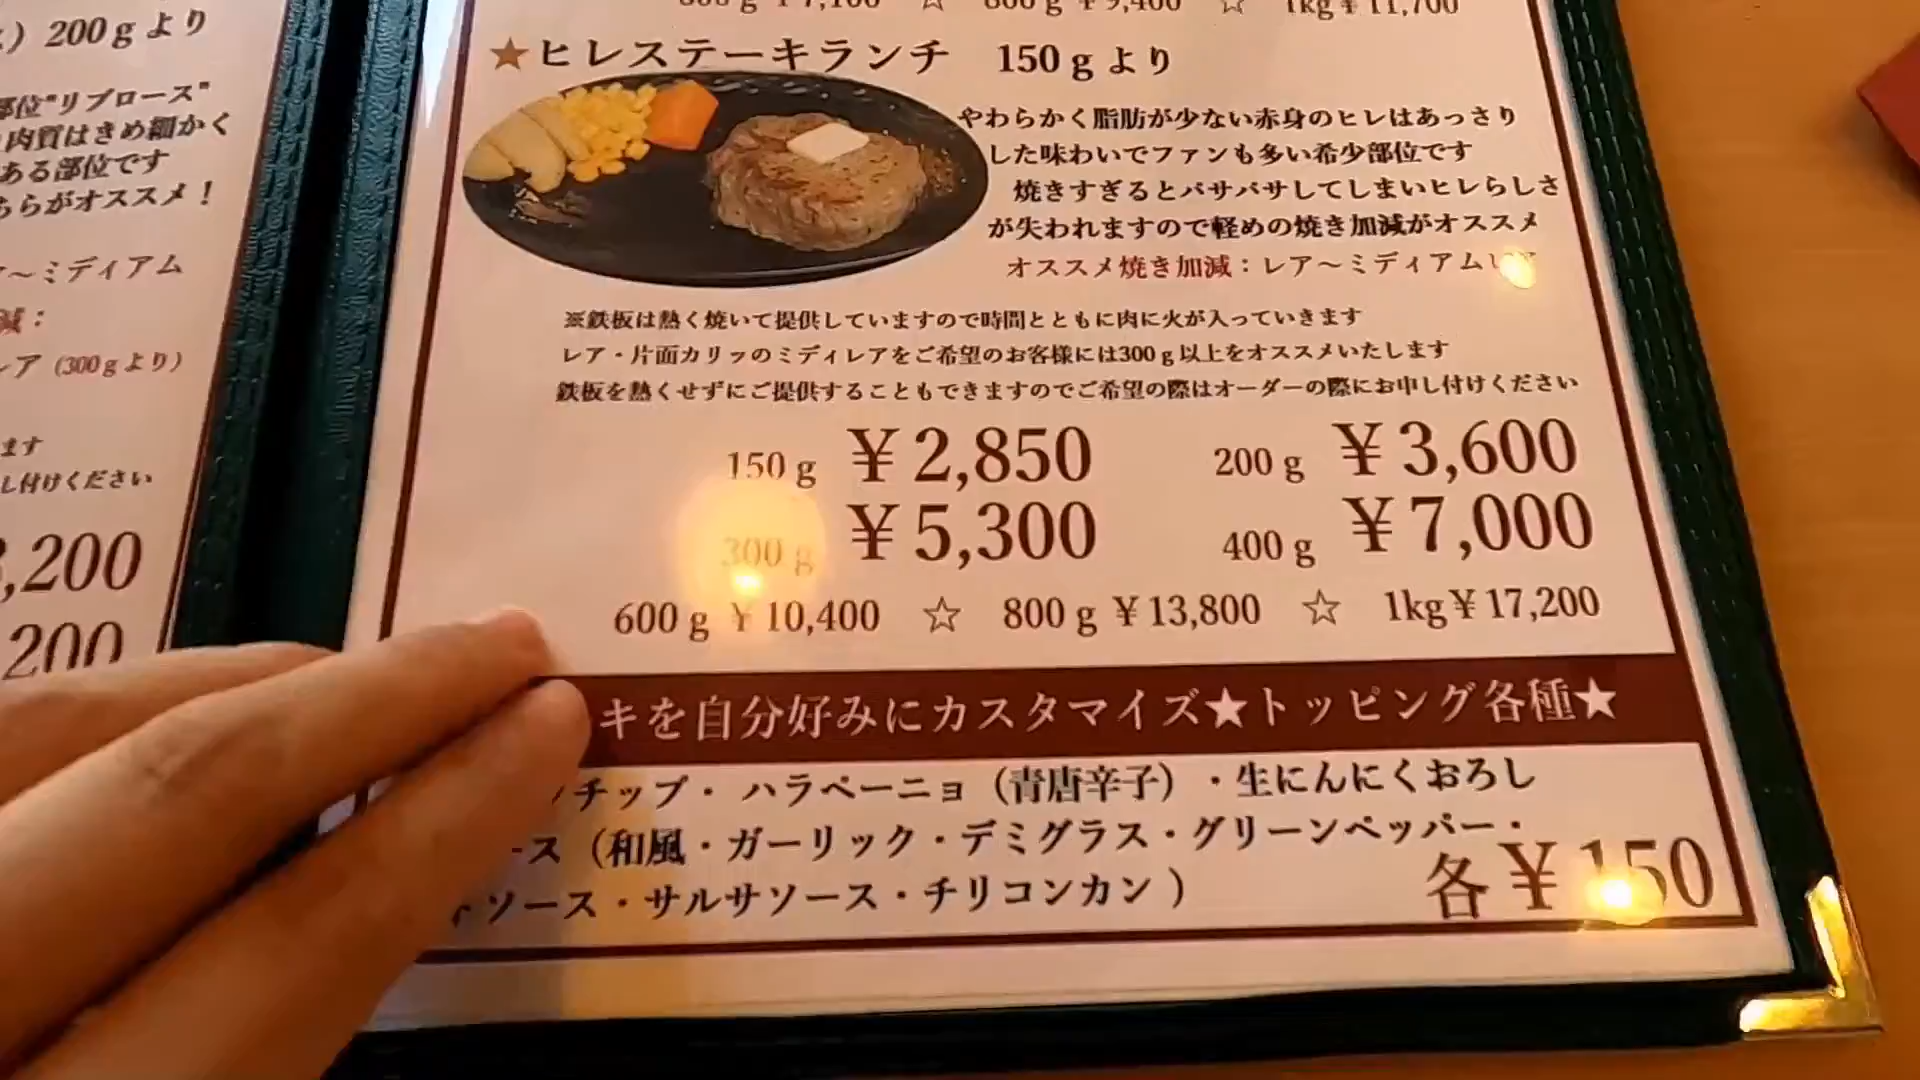 200gより
部位"リブロース"
肉質はきめ細かく
ある部位です
ちらがオススメ！
～ミディアム
減：
レア（300gより）
ます
し付けください
,200
200
1kg￥11,700
★ヒレステーキランチ 150gより
やわらかく脂肪が少ない赤身のヒレはあっさり
した味わいでファンも多い希少部位です
焼きすぎるとパサパサしてしまいヒレらしさ
が失われますので軽めの焼き加減がオススメ
オススメ焼き加減：レア～ミディアム
※鉄板は熱く焼いて提供していますので時間とともに肉に火が入っていきます
レア・片面カリッのミディレアをご希望のお客様には300g以上をオススメいたします
鉄板を熱くせずにご提供することもできますのでご希望の際はオーダーの際にお申し付けください
150g ￥2,850 200g ￥3,600
300g ￥5,300 400g ￥7,000
600g ￥10,400 ☆ 800g ￥13,800 ☆ 1kg￥17,200
キを自分好みにカスタマイズ★トッピング各種★
チップ・ ハラペーニョ（青唐辛子）・生にんにくおろし
ース（和風・ガーリック・デミグラス・グリーンペッパー・
ソース・サルサソース・チリコンカン ）
各￥150